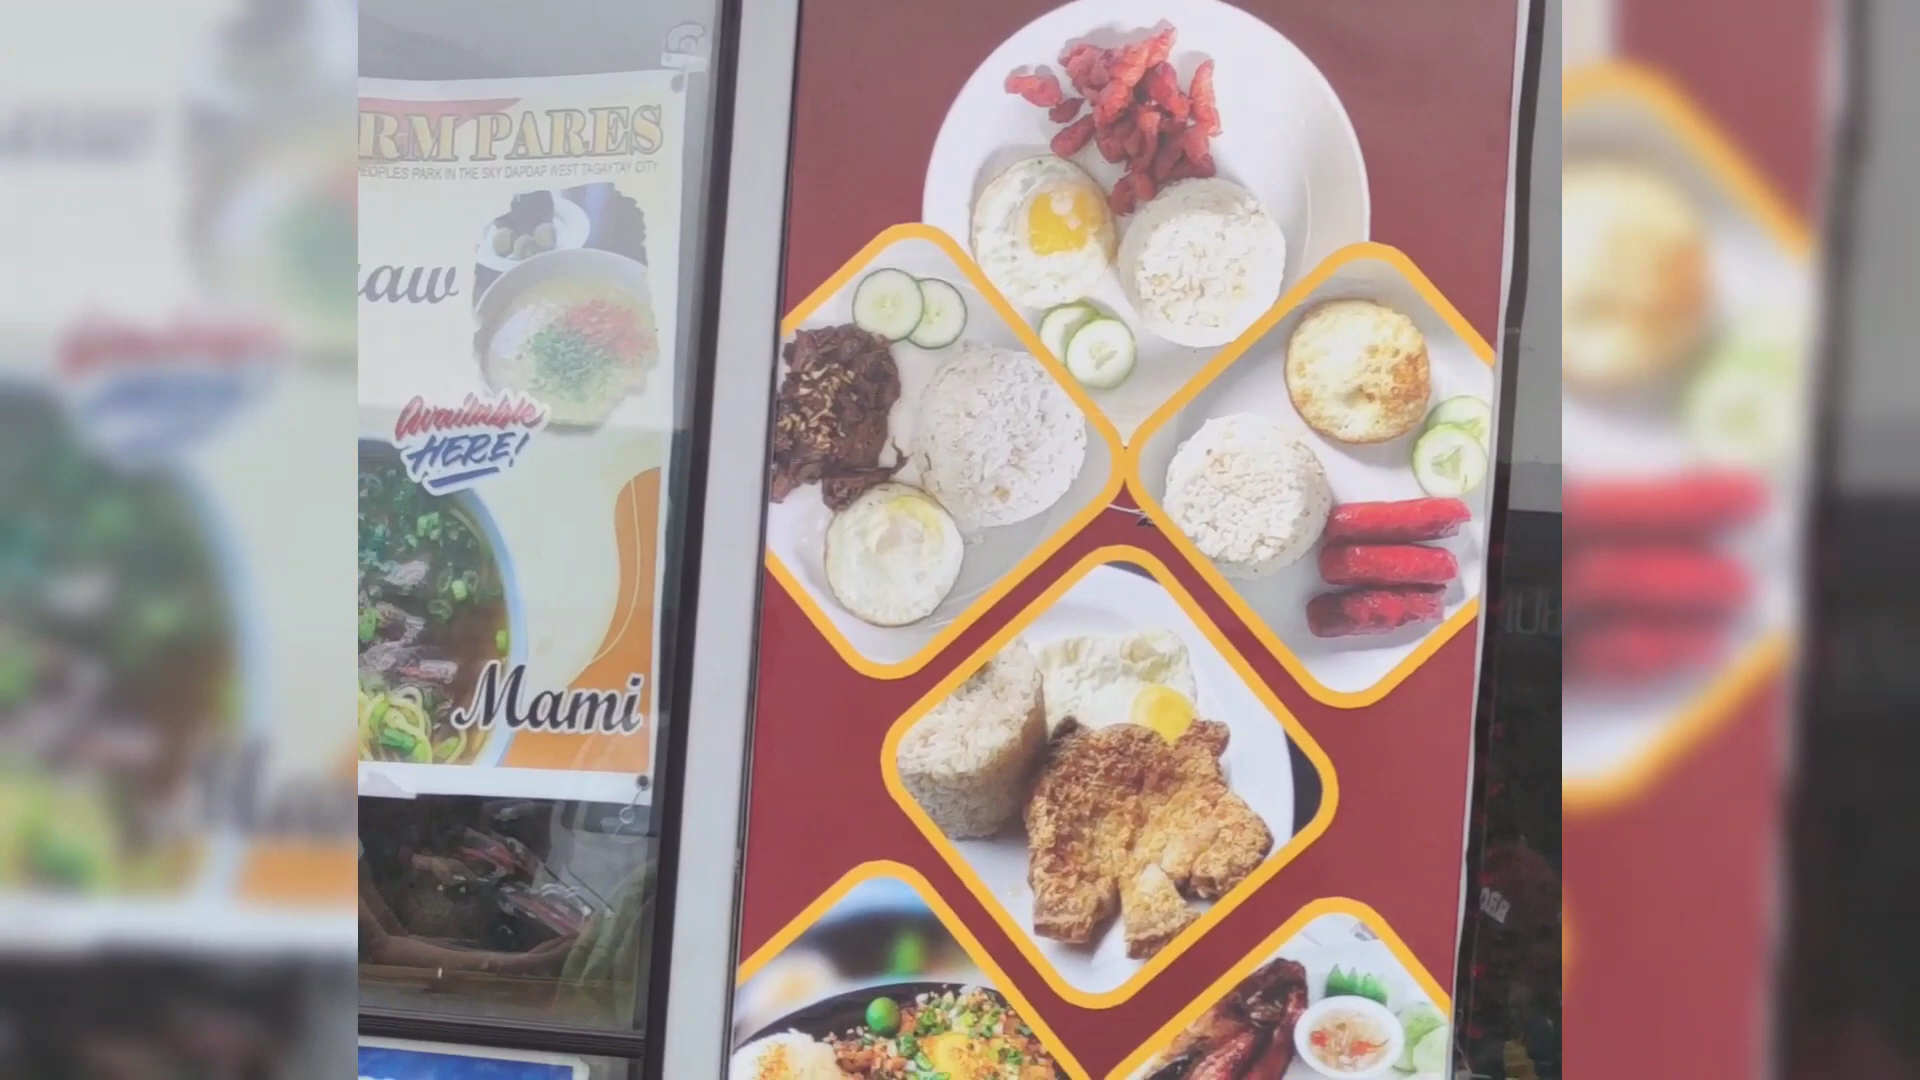 RM PARES
PEOPLES PARK IN THE SKY DAPDAP WEST TAGAYTAY CITY
aw
Available
HERE!
Mami